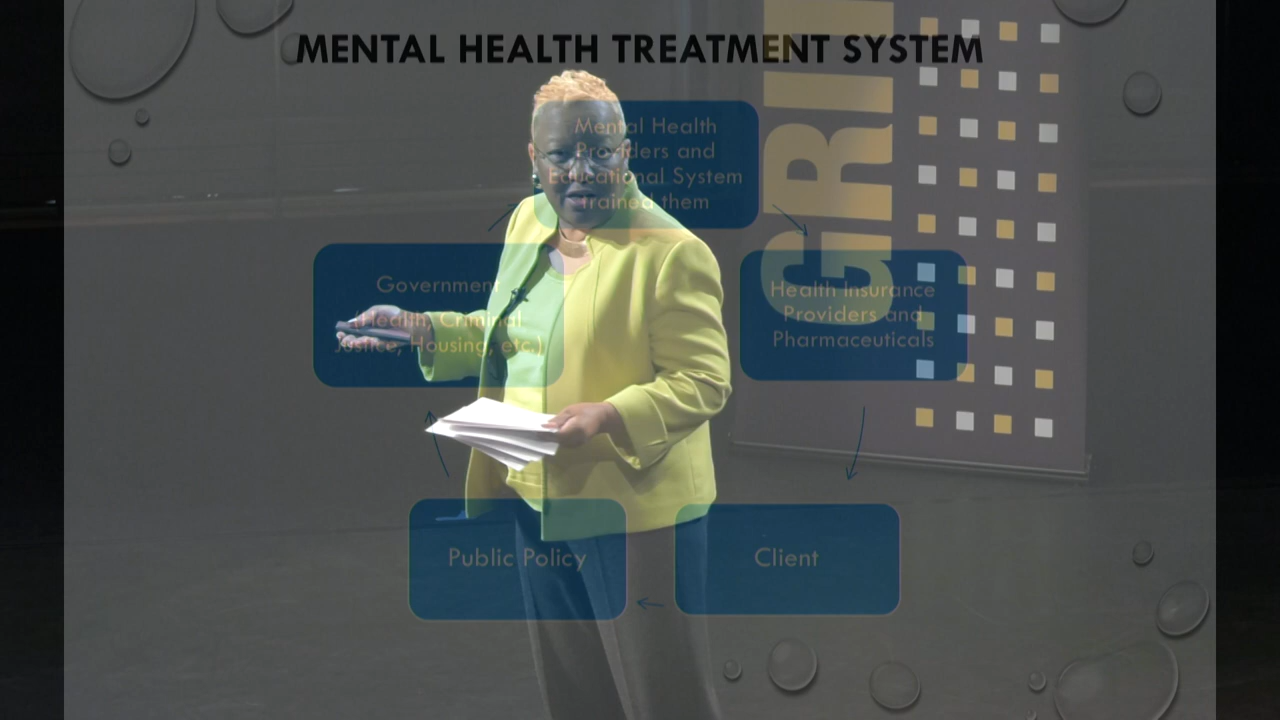 MENTAL HEALTH TREATMENT SYSTEM
Mental Health
Providers and
Educational System
trained them
Government
(Health, Criminal
Justice, Housing, etc.)
Health Insurance
Providers and
Pharmaceuticals
Public Policy
Client
GRI